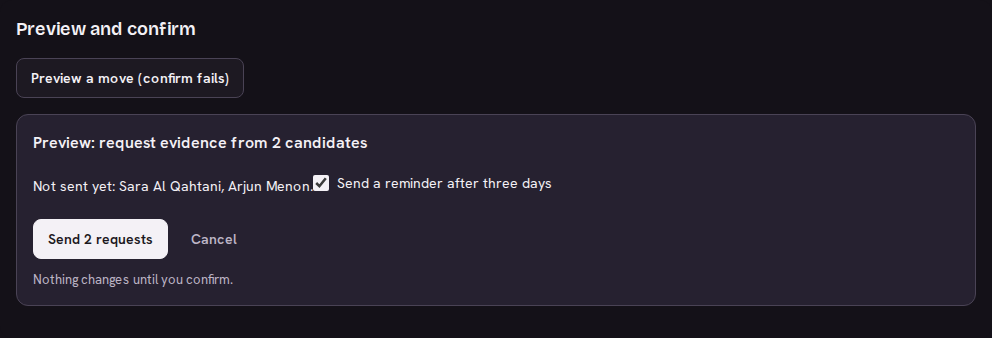 Preview and confirm
Preview a move (confirm fails)
Preview: request evidence from 2 candidates
Not sent yet: Sara Al Qahtani, Arjun Menon. Send a reminder after three days
Send 2 requests Cancel
Nothing changes until you confirm.